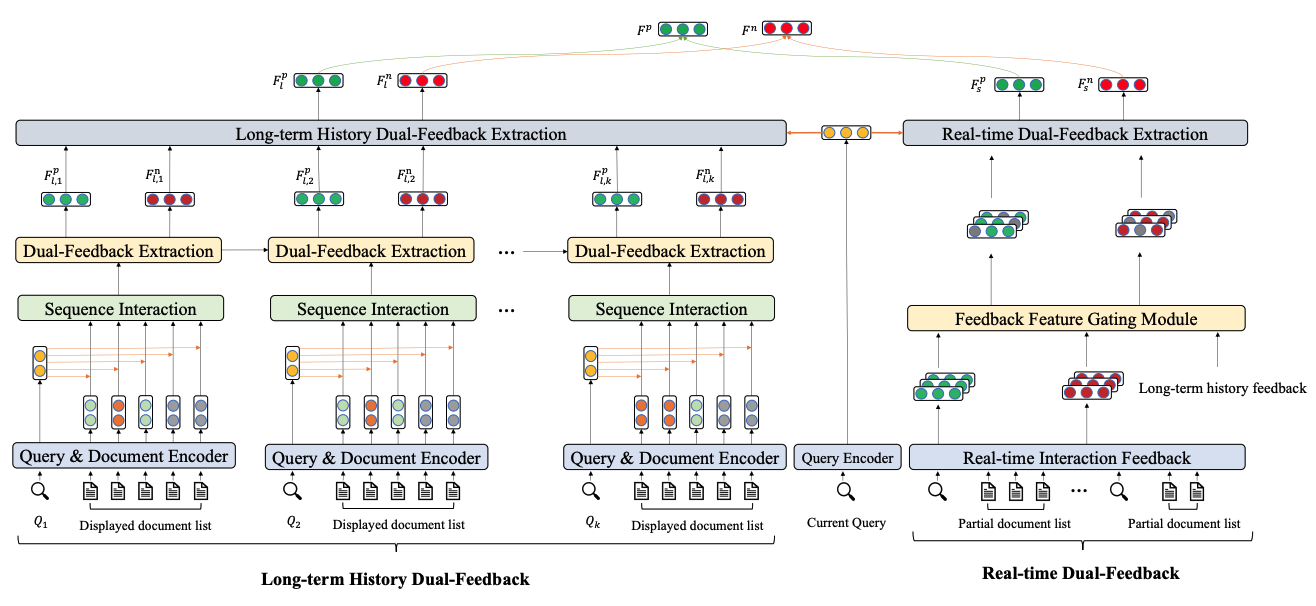 F^p F^n
F_l^p F_l^n F_s^p F_s^n
Long-term History Dual-Feedback Extraction Real-time Dual-Feedback Extraction
F_{l,1}^p F_{l,1}^n F_{l,2}^p F_{l,2}^n F_{l,k}^p F_{l,k}^n
Dual-Feedback Extraction Dual-Feedback Extraction ... Dual-Feedback Extraction
Sequence Interaction Sequence Interaction ... Sequence Interaction
Feedback Feature Gating Module
Long-term history feedback
Query & Document Encoder Query & Document Encoder Query & Document Encoder Query Encoder Real-time Interaction Feedback
...
Q_1 Displayed document list Q_2 Displayed document list Q_k Displayed document list Current Query Partial document list Partial document list
Long-term History Dual-Feedback Real-time Dual-Feedback